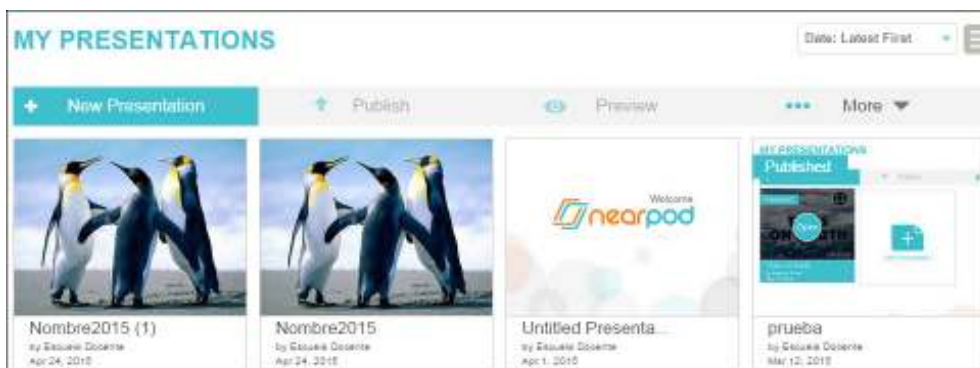 MY PRESENTATIONS
Date: Latest First
New Presentation
Publish
Preview
More
Welcome
nearpod
MY PRESENTATIONS
Published
Open
Nombre2015 (1)
by Escuela Docente
Apr 24, 2015
Nombre2015
by Escuela Docente
Apr 24, 2015
Untitled Presenta...
by Escuela Docente
Apr 1, 2015
prueba
by Escuela Docente
Mar 12, 2015